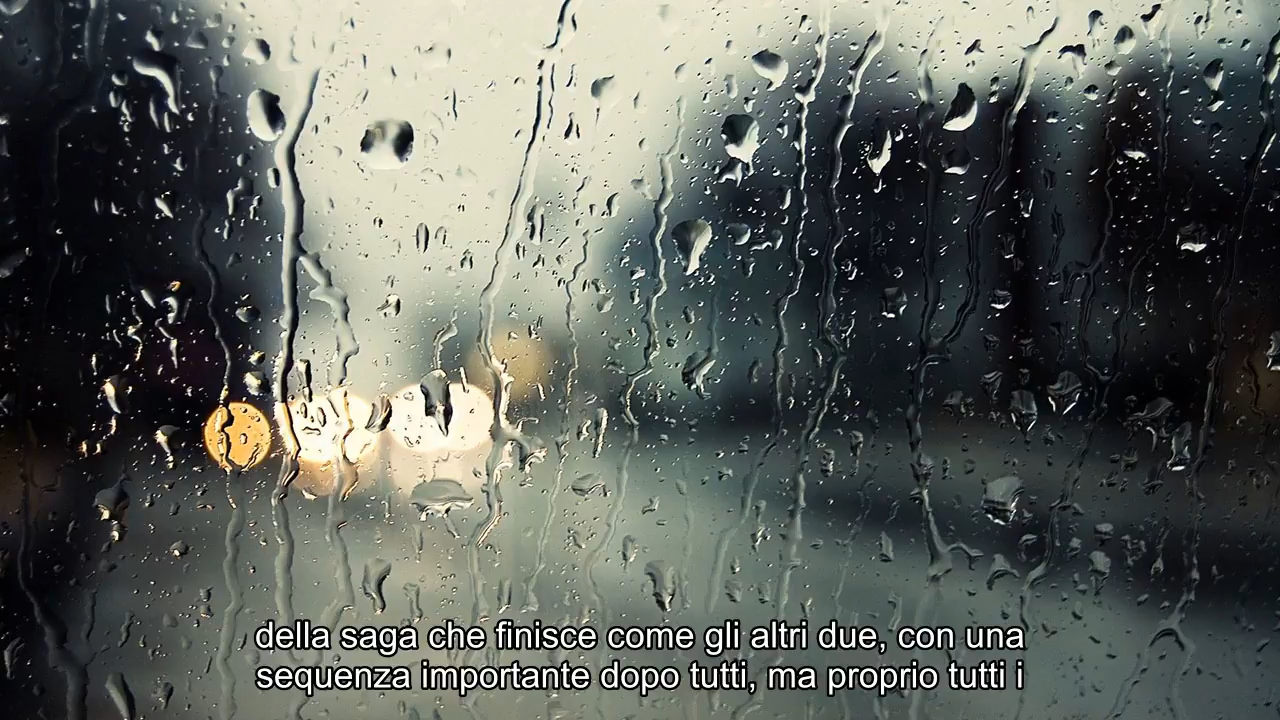 della saga che finisce come gli altri due, con una
sequenza importante dopo tutti, ma proprio tutti i